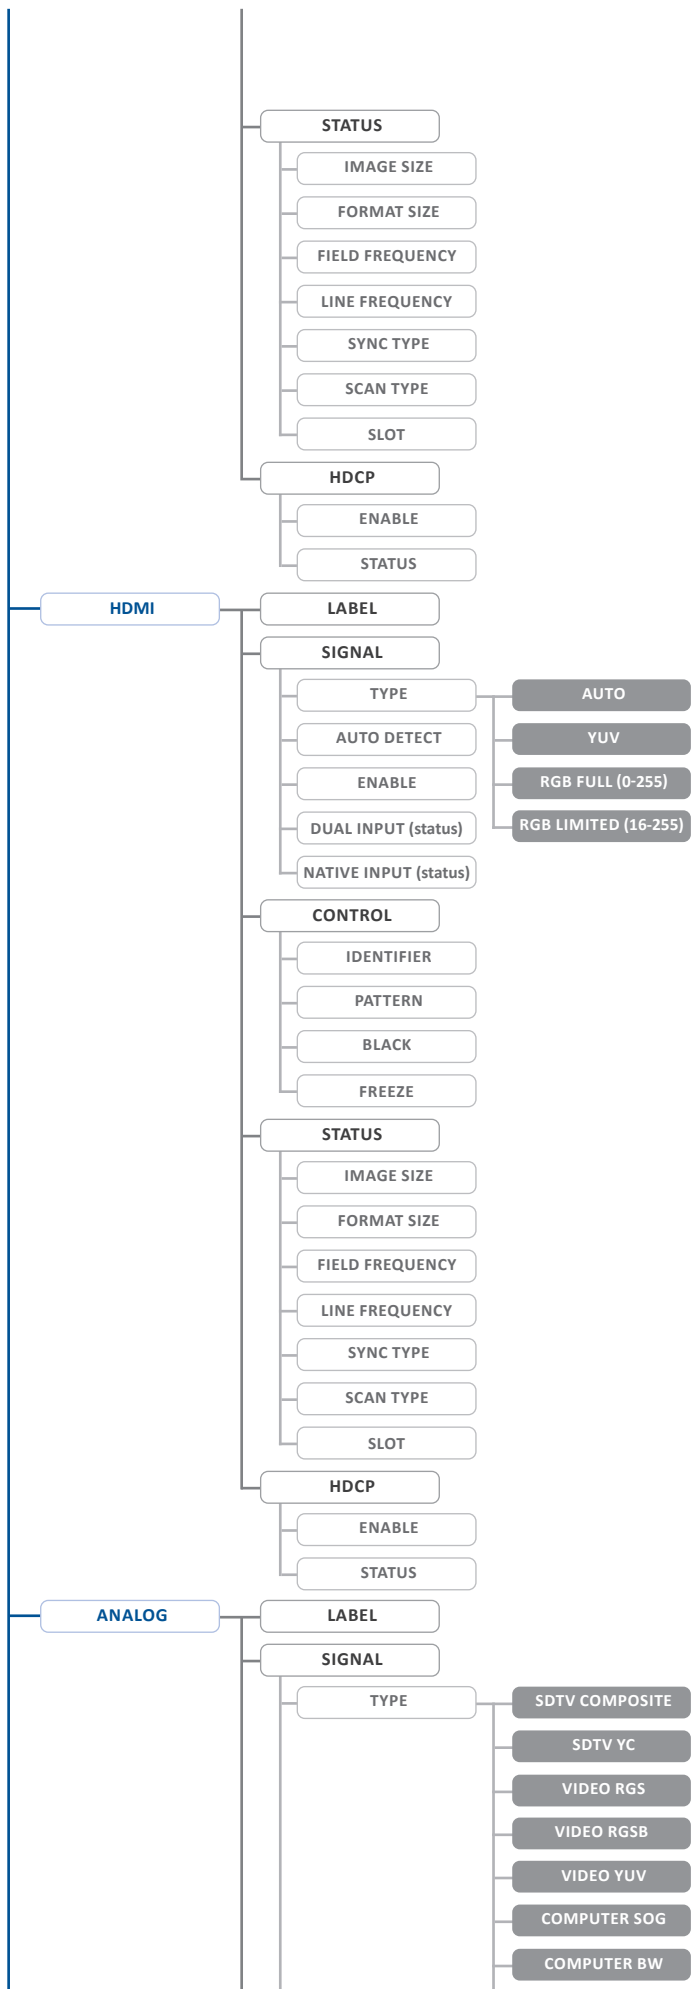 STATUS
IMAGE SIZE
FORMAT SIZE
FIELD FREQUENCY
LINE FREQUENCY
SYNC TYPE
SCAN TYPE
SLOT
HDCP
ENABLE
STATUS
HDMI
LABEL
SIGNAL
TYPE
AUTO
AUTO DETECT
YUV
ENABLE
RGB FULL (0-255)
DUAL INPUT (status)
RGB LIMITED (16-255)
NATIVE INPUT (status)
CONTROL
IDENTIFIER
PATTERN
BLACK
FREEZE
STATUS
IMAGE SIZE
FORMAT SIZE
FIELD FREQUENCY
LINE FREQUENCY
SYNC TYPE
SCAN TYPE
SLOT
HDCP
ENABLE
STATUS
ANALOG
LABEL
SIGNAL
TYPE
SDTV COMPOSITE
SDTV YC
VIDEO RGS
VIDEO RGSB
VIDEO YUV
COMPUTER SOG
COMPUTER BW